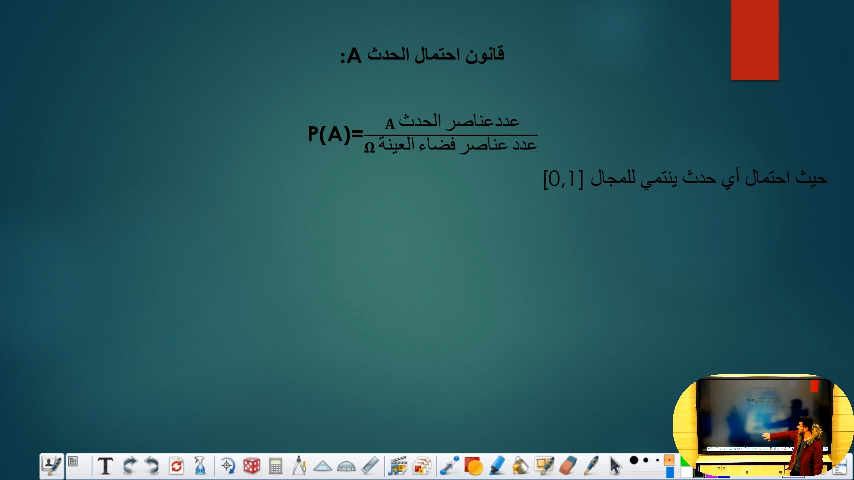 قانون احتمال الحدث A:
P(A)=
عددعناصر الحدث A
عدد عناصر فضاء العينة Ω
حيث احتمال أي حدث ينتمي للمجال [0,1]